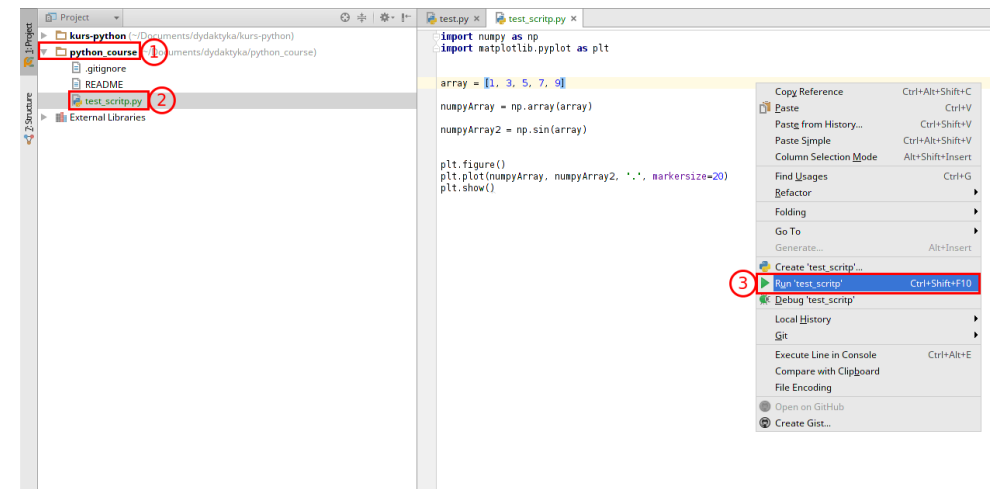 Project
1: Project
Z: Structure
kurs-python (~/Documents/dydaktyka/kurs-python)
python_course (~/Documents/dydaktyka/python_course)
1
.gitignore
README
test_scritp.py
2
External Libraries
test.py ×
test_scritp.py ×
import numpy as np
import matplotlib.pyplot as plt
array = [1, 3, 5, 7, 9]
numpyArray = np.array(array)
numpyArray2 = np.sin(array)
plt.figure()
plt.plot(numpyArray, numpyArray2, '.', markersize=20)
plt.show()
Copy Reference Ctrl+Alt+Shift+C
Paste Ctrl+V
Paste from History... Ctrl+Shift+V
Paste Simple Ctrl+Alt+Shift+V
Column Selection Mode Alt+Shift+Insert
Find Usages Ctrl+G
Refactor
Folding
Go To
Generate... Alt+Insert
Create 'test_scritp'...
3
Run 'test_scritp' Ctrl+Shift+F10
Debug 'test_scritp'
Local History
Git
Execute Line in Console Ctrl+Alt+E
Compare with Clipboard
File Encoding
Open on GitHub
Create Gist...